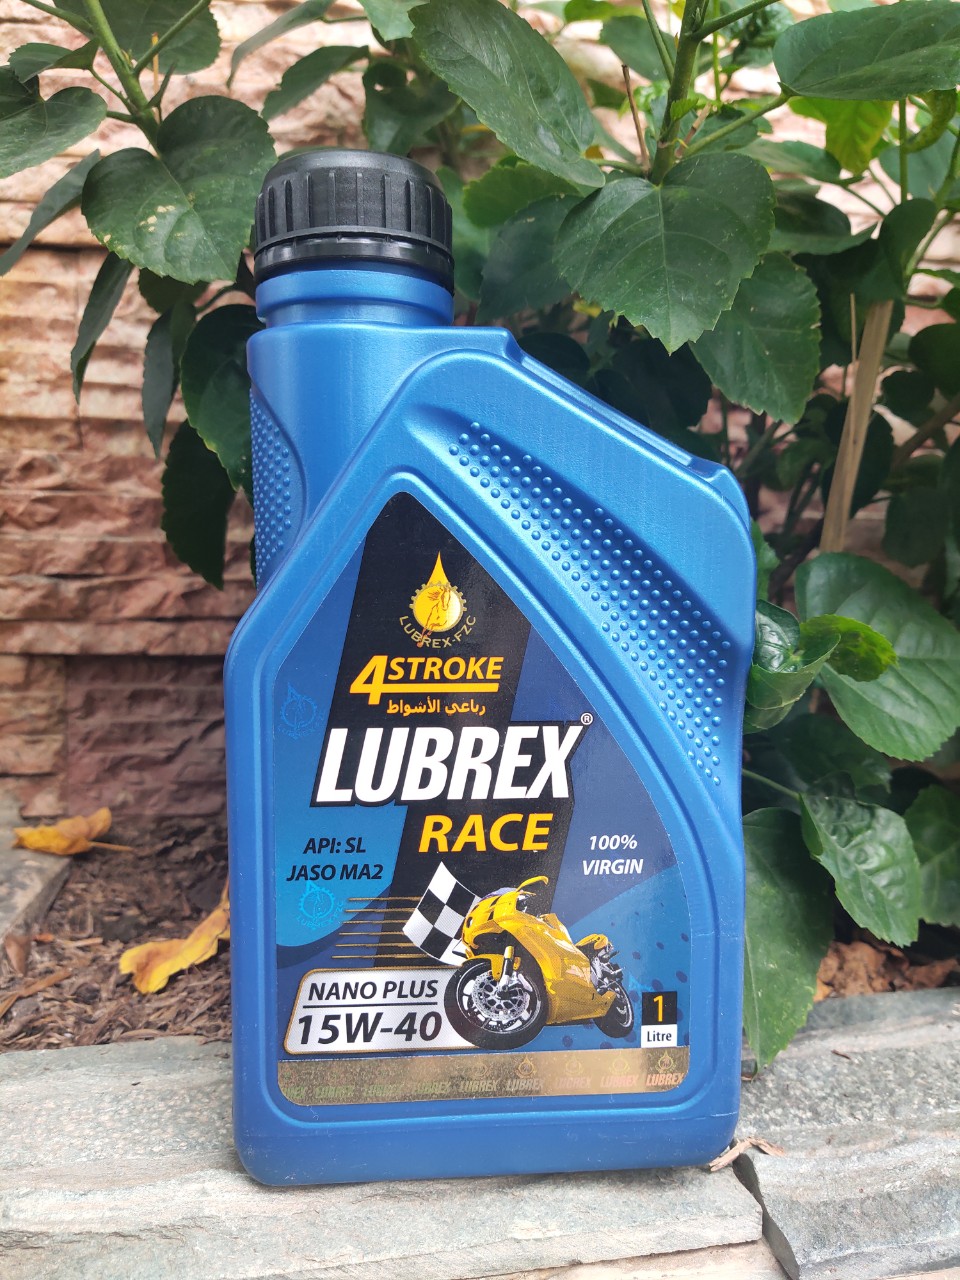 LUBREX-FZC
4STROKE
رباعي الأشواط
LUBREX®
RACE
API: SL
JASO MA2
100%
VIRGIN
NANO PLUS
15W-40
1
Litre
LUBREX LUBREX LUBREX LUBREX LUBREX LUBREX LUBREX LUBREX